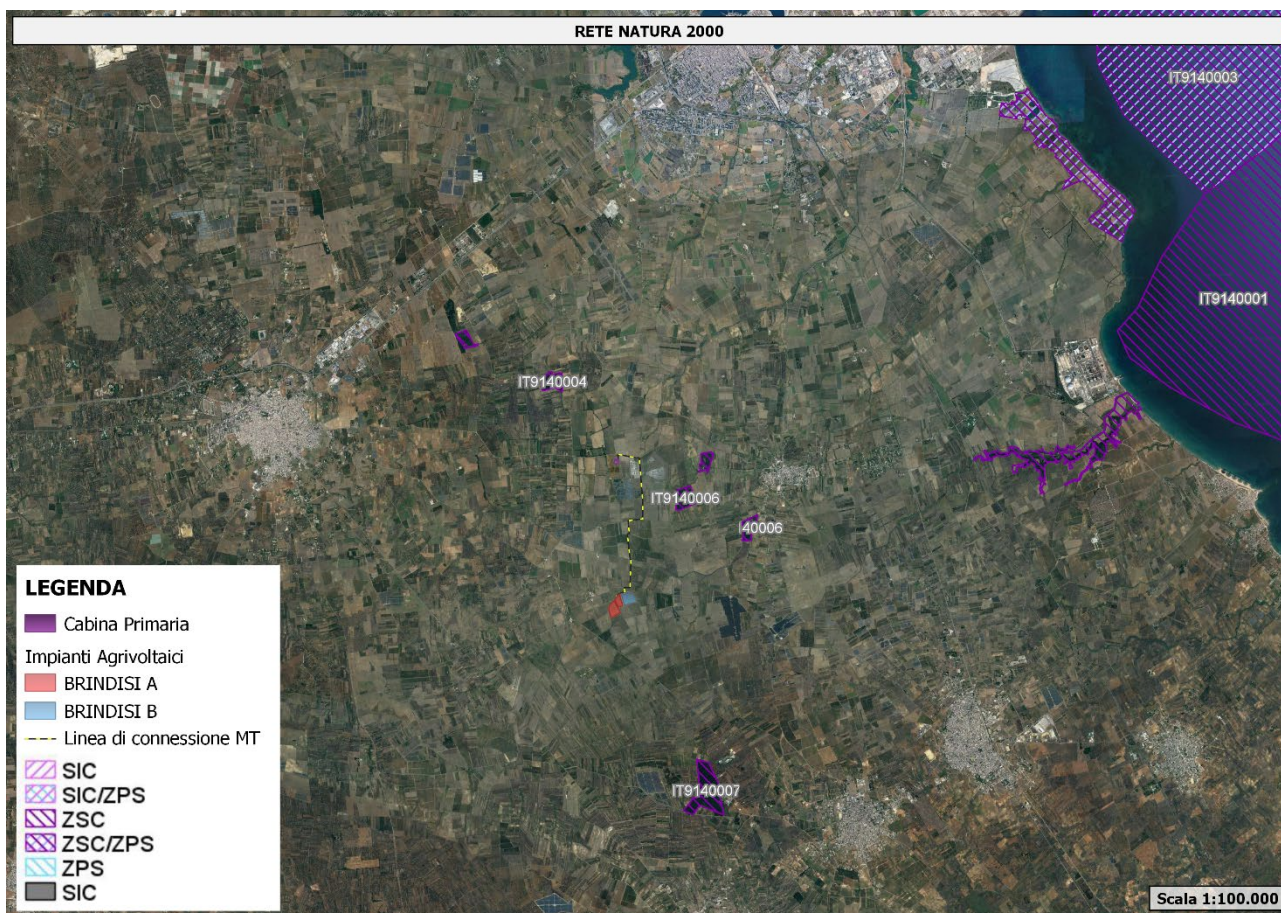 RETE NATURA 2000
IT9140003
IT9140001
IT9140004
IT9140006
I40006
IT9140007
LEGENDA
Cabina Primaria
Impianti Agrivoltaici
BRINDISI A
BRINDISI B
Linea di connessione MT
SIC
SIC/ZPS
ZSC
ZSC/ZPS
ZPS
SIC
Scala 1:100.000